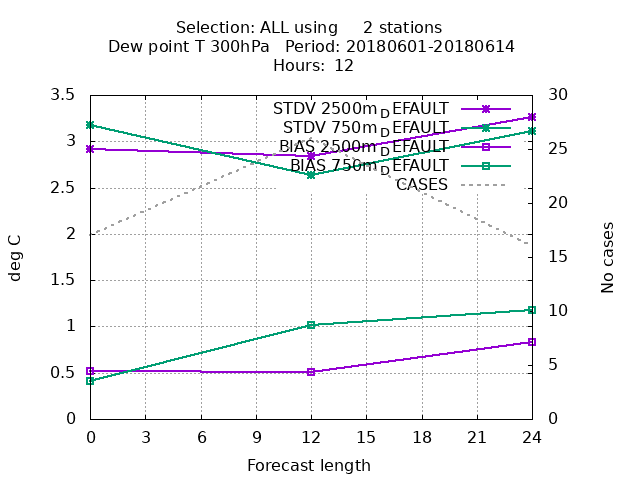 Selection: ALL using 2 stations
Dew point T 300hPa Period: 20180601-20180614
Hours: 12
STDV 2500m_DEFAULT
STDV 750m_DEFAULT
BIAS 2500m_DEFAULT
BIAS 750m_DEFAULT
CASES
3.5
3
2.5
2
1.5
1
0.5
0
deg C
30
25
20
15
10
5
0
No cases
0 3 6 9 12 15 18 21 24
Forecast length